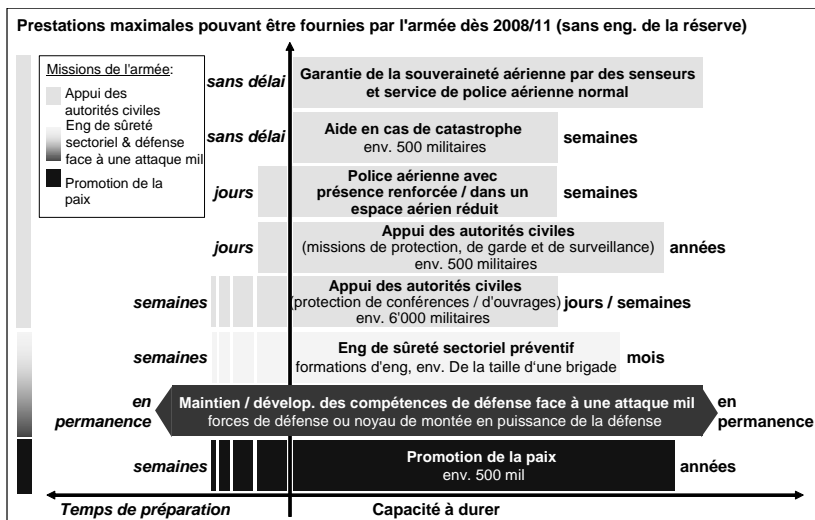 Prestations maximales pouvant être fournies par l'armée dès 2008/11 (sans eng. de la réserve)
Missions de l'armée:
Appui des
autorités civiles
Eng de sûreté
sectoriel & défense
face à une attaque mil
Promotion de la
paix
sans délai
Garantie de la souveraineté aérienne par des senseurs
et service de police aérienne normal
sans délai
Aide en cas de catastrophe
env. 500 militaires
semaines
jours
Police aérienne avec
présence renforcée / dans un
espace aérien réduit
semaines
jours
Appui des autorités civiles
(missions de protection, de garde et de surveillance)
env. 500 militaires
années
semaines
Appui des autorités civiles
(protection de conférences / d'ouvrages)
env. 6'000 militaires
jours / semaines
semaines
Eng de sûreté sectoriel préventif
formations d'eng, env. De la taille d'une brigade
mois
en
permanence
Maintien / dévelop. des compétences de défense face à une attaque mil
forces de défense ou noyau de montée en puissance de la défense
en
permanence
semaines
Promotion de la paix
env. 500 mil
années
Temps de préparation
Capacité à durer